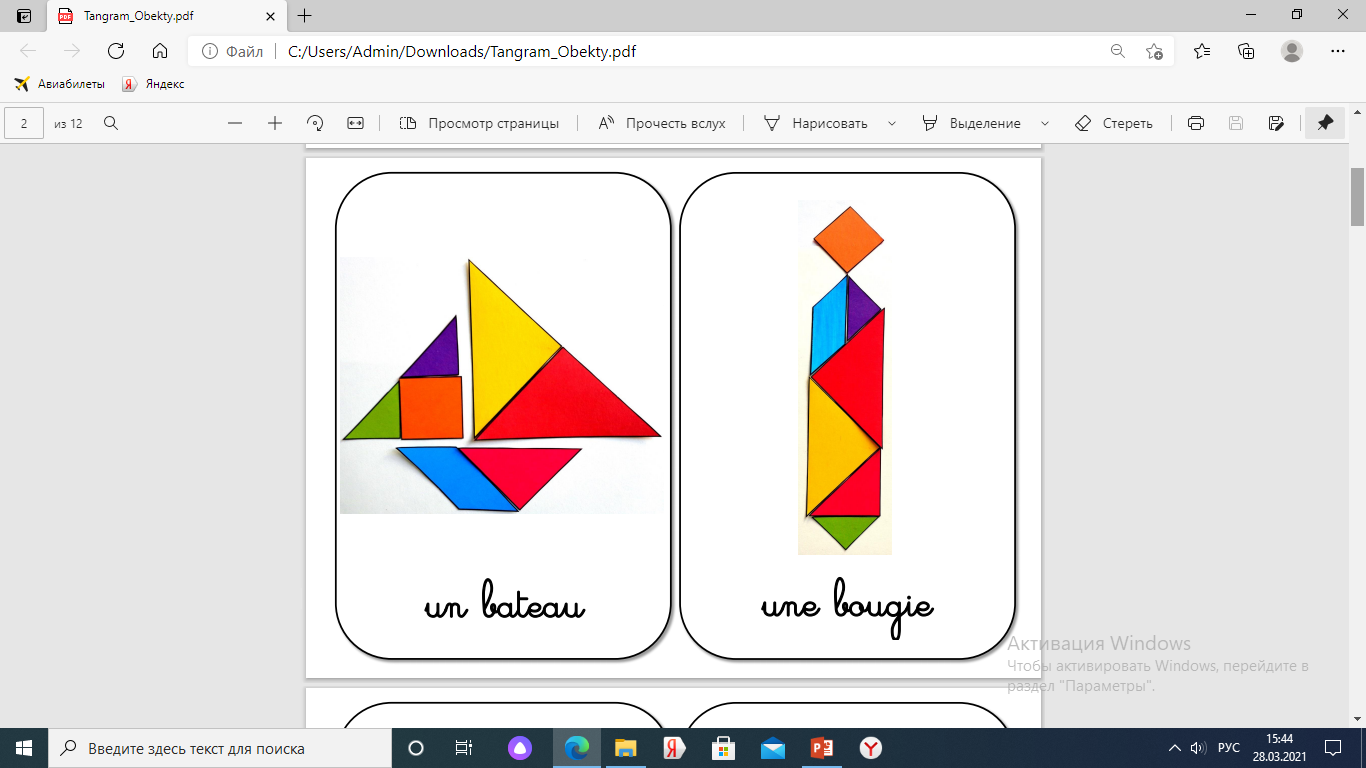 Tangram_Obekty.pdf
Файл C:/Users/Admin/Downloads/Tangram_Obekty.pdf
Авиабилеты Яндекс
2 из 12 Просмотр страницы Прочесть вслух Нарисовать Выделение Стереть
un bateau
une bougie
Активация Windows
Чтобы активировать Windows, перейдите в
раздел "Параметры".
Введите здесь текст для поиска
РУС
15:44
28.03.2021